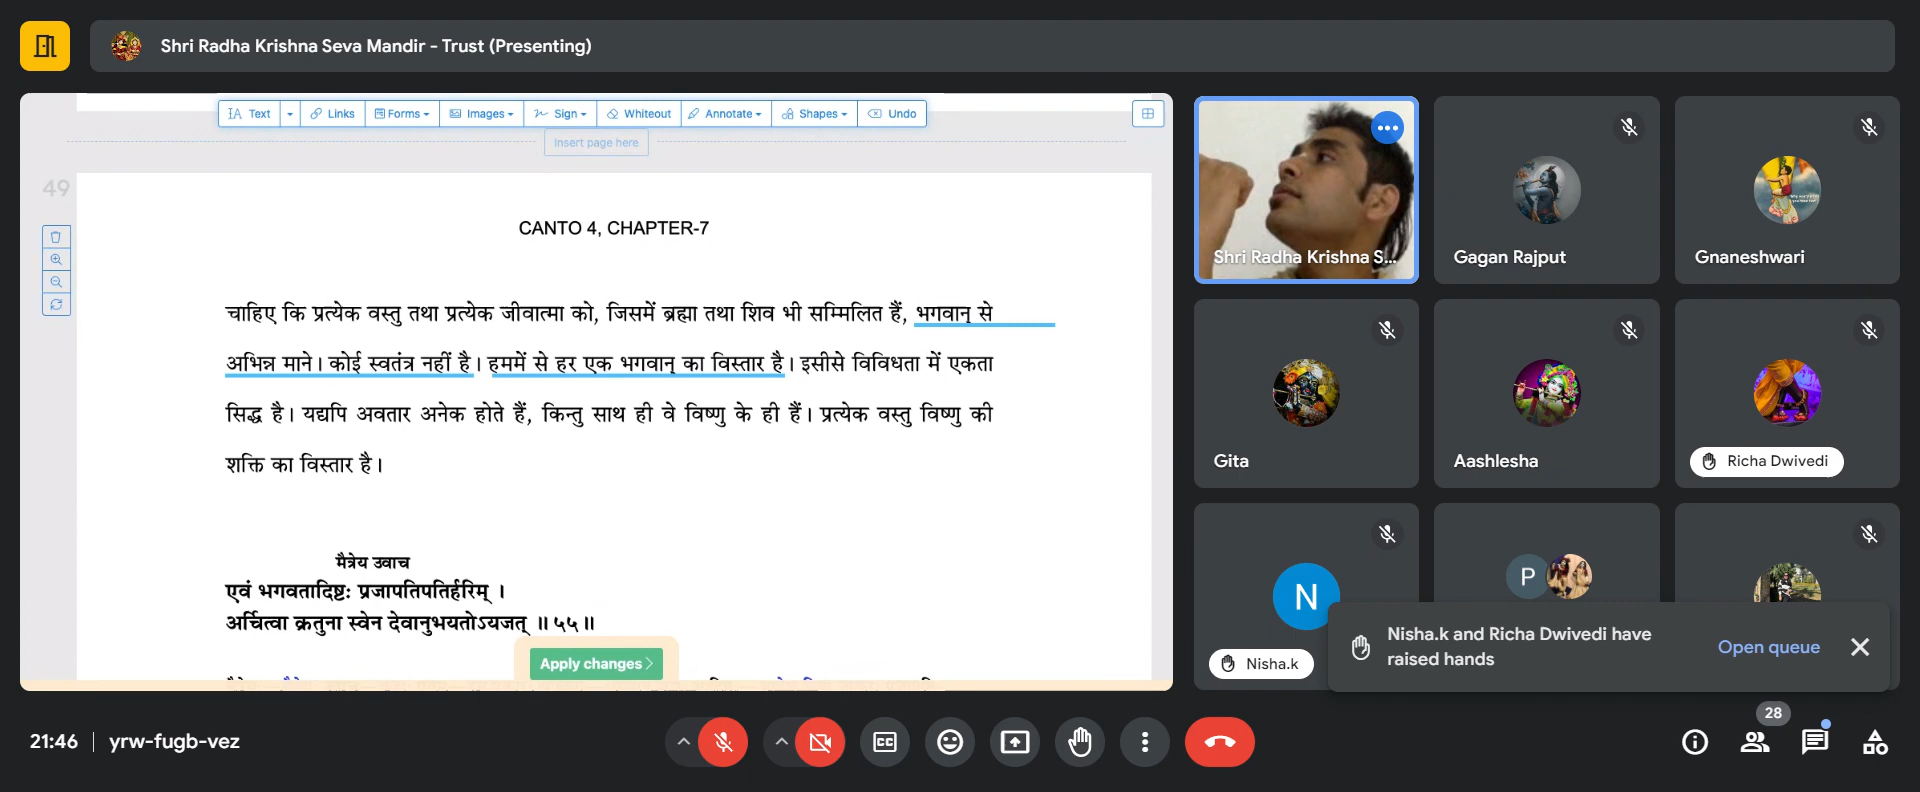 Shri Radha Krishna Seva Mandir - Trust (Presenting)
Text Links Forms Images Sign Whiteout Annotate Shapes Undo
Insert page here
49
CANTO 4, CHAPTER-7
चाहिए कि प्रत्येक वस्तु तथा प्रत्येक जीवात्मा को, जिसमें ब्रह्मा तथा शिव भी सम्मिलित हैं, भगवान् से
अभिन्न माने। कोई स्वतंत्र नहीं है। हममें से हर एक भगवान् का विस्तार है। इसीसे विविधता में एकता
सिद्ध है। यद्यपि अवतार अनेक होते हैं, किन्तु साथ ही वे विष्णु के ही हैं। प्रत्येक वस्तु विष्णु की
शक्ति का विस्तार है।
मैत्रेय उवाच
एवं भगवतादिष्टः प्रजापतिपतिर्हरिम् ।
अर्चित्वा क्रतुना स्वेन देवानुभयतोऽयजत् ॥ ५५॥
Apply changes
Shri Radha Krishna S...
Gagan Rajput
Gnaneshwari
Gita
Aashlesha
Richa Dwivedi
N
P
Nisha.k
Nisha.k and Richa Dwivedi have
raised hands
Open queue
21:46 yrw-fugb-vez
CC
28